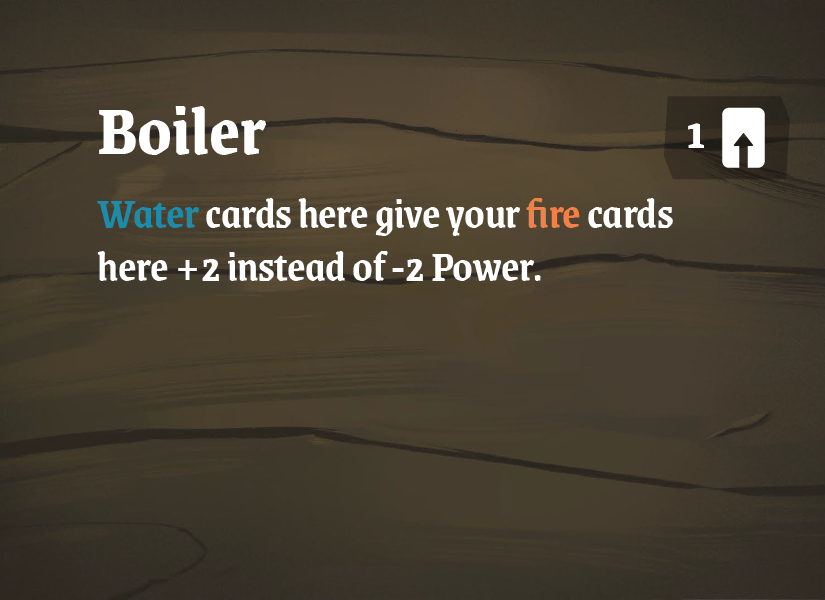 Boiler
1
Water cards here give your fire cards
here +2 instead of -2 Power.